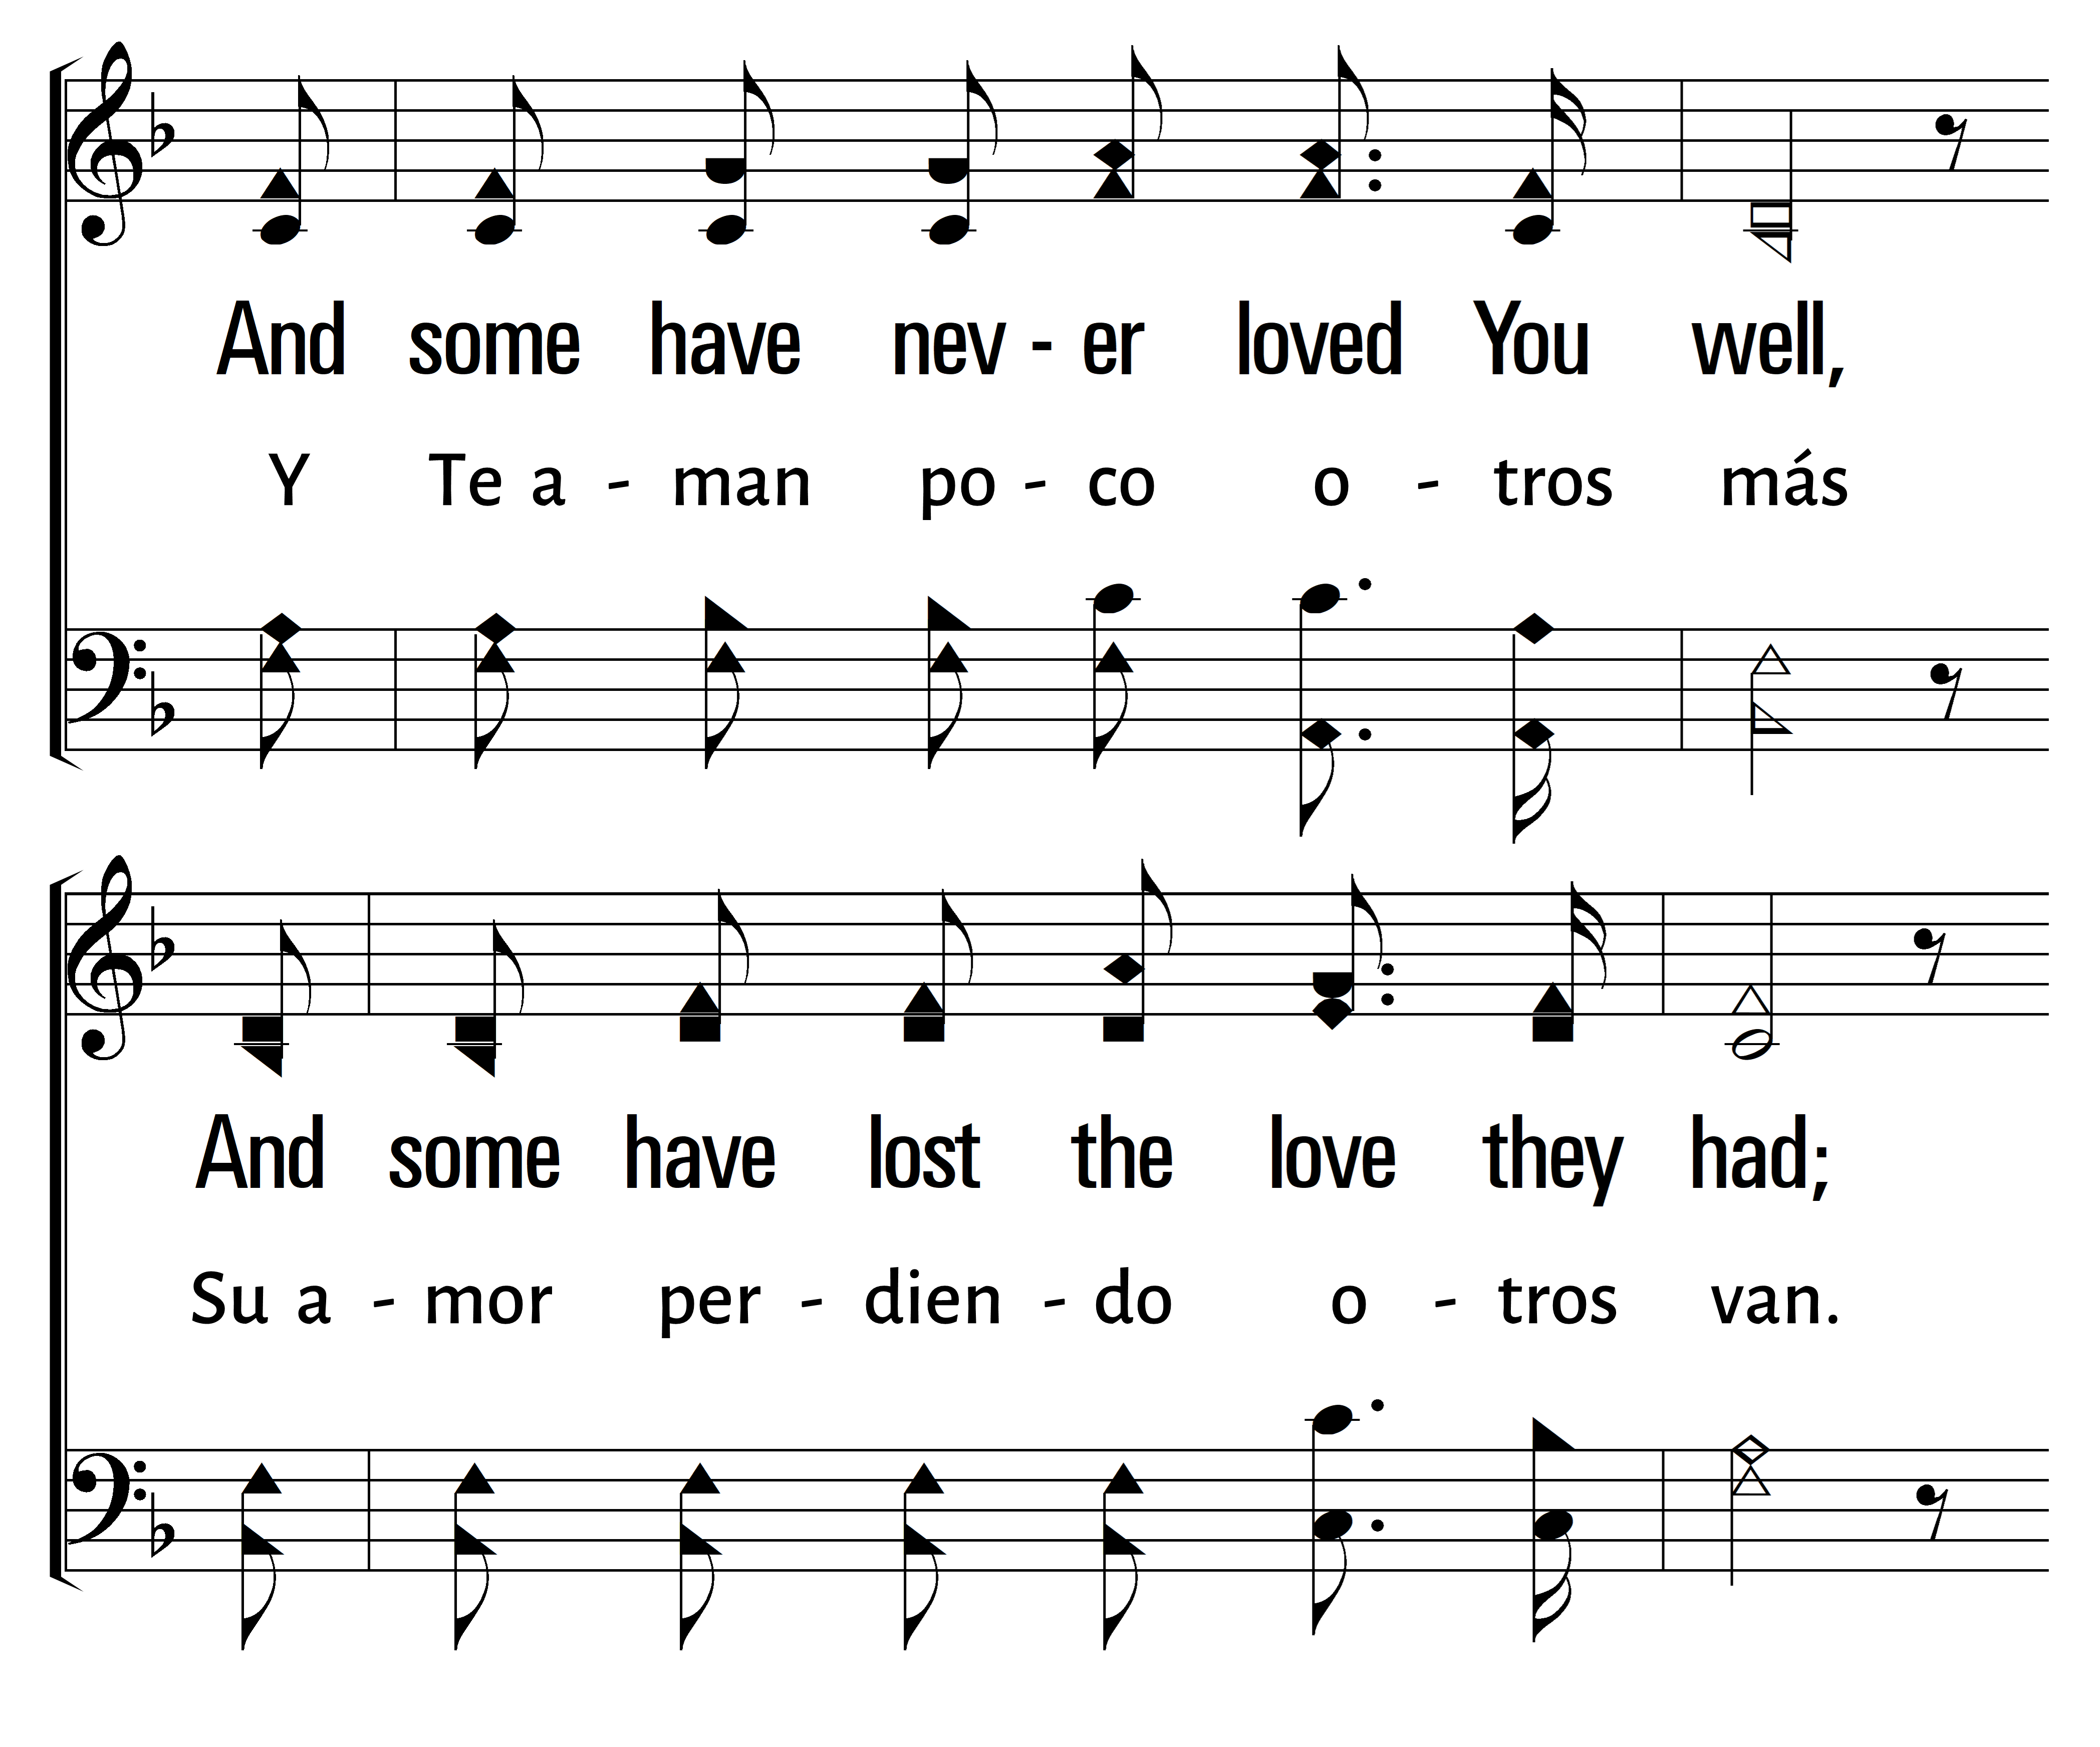 And some have nev - er loved You well,
Y Te a - man po - co o - tros más
And some have lost the love they had;
Su a - mor per - dien - do o - tros van.